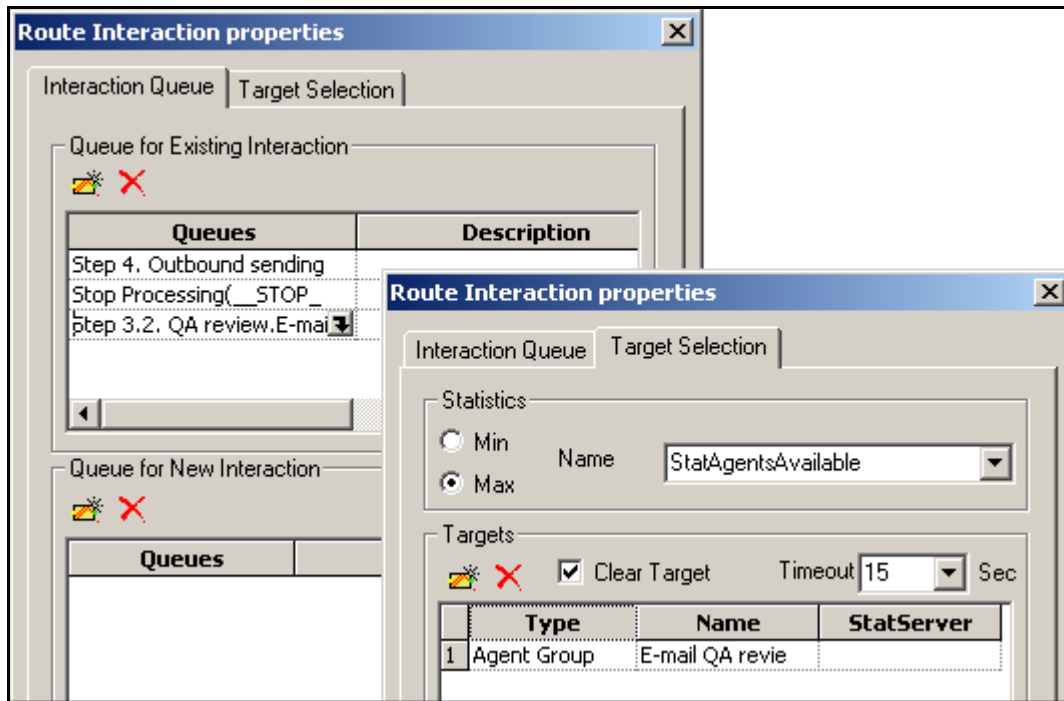 Route Interaction properties
Interaction Queue Target Selection
Queue for Existing Interaction
Queues Description
Step 4. Outbound sending
Stop Processing(__STOP_
Step 3.2. QA review.E-mai
Queue for New Interaction
Queues
Route Interaction properties
Interaction Queue Target Selection
Statistics
Min
Max
Name StatAgentsAvailable
Targets
Clear Target Timeout 15 Sec
Type Name StatServer
1 Agent Group E-mail QA revie